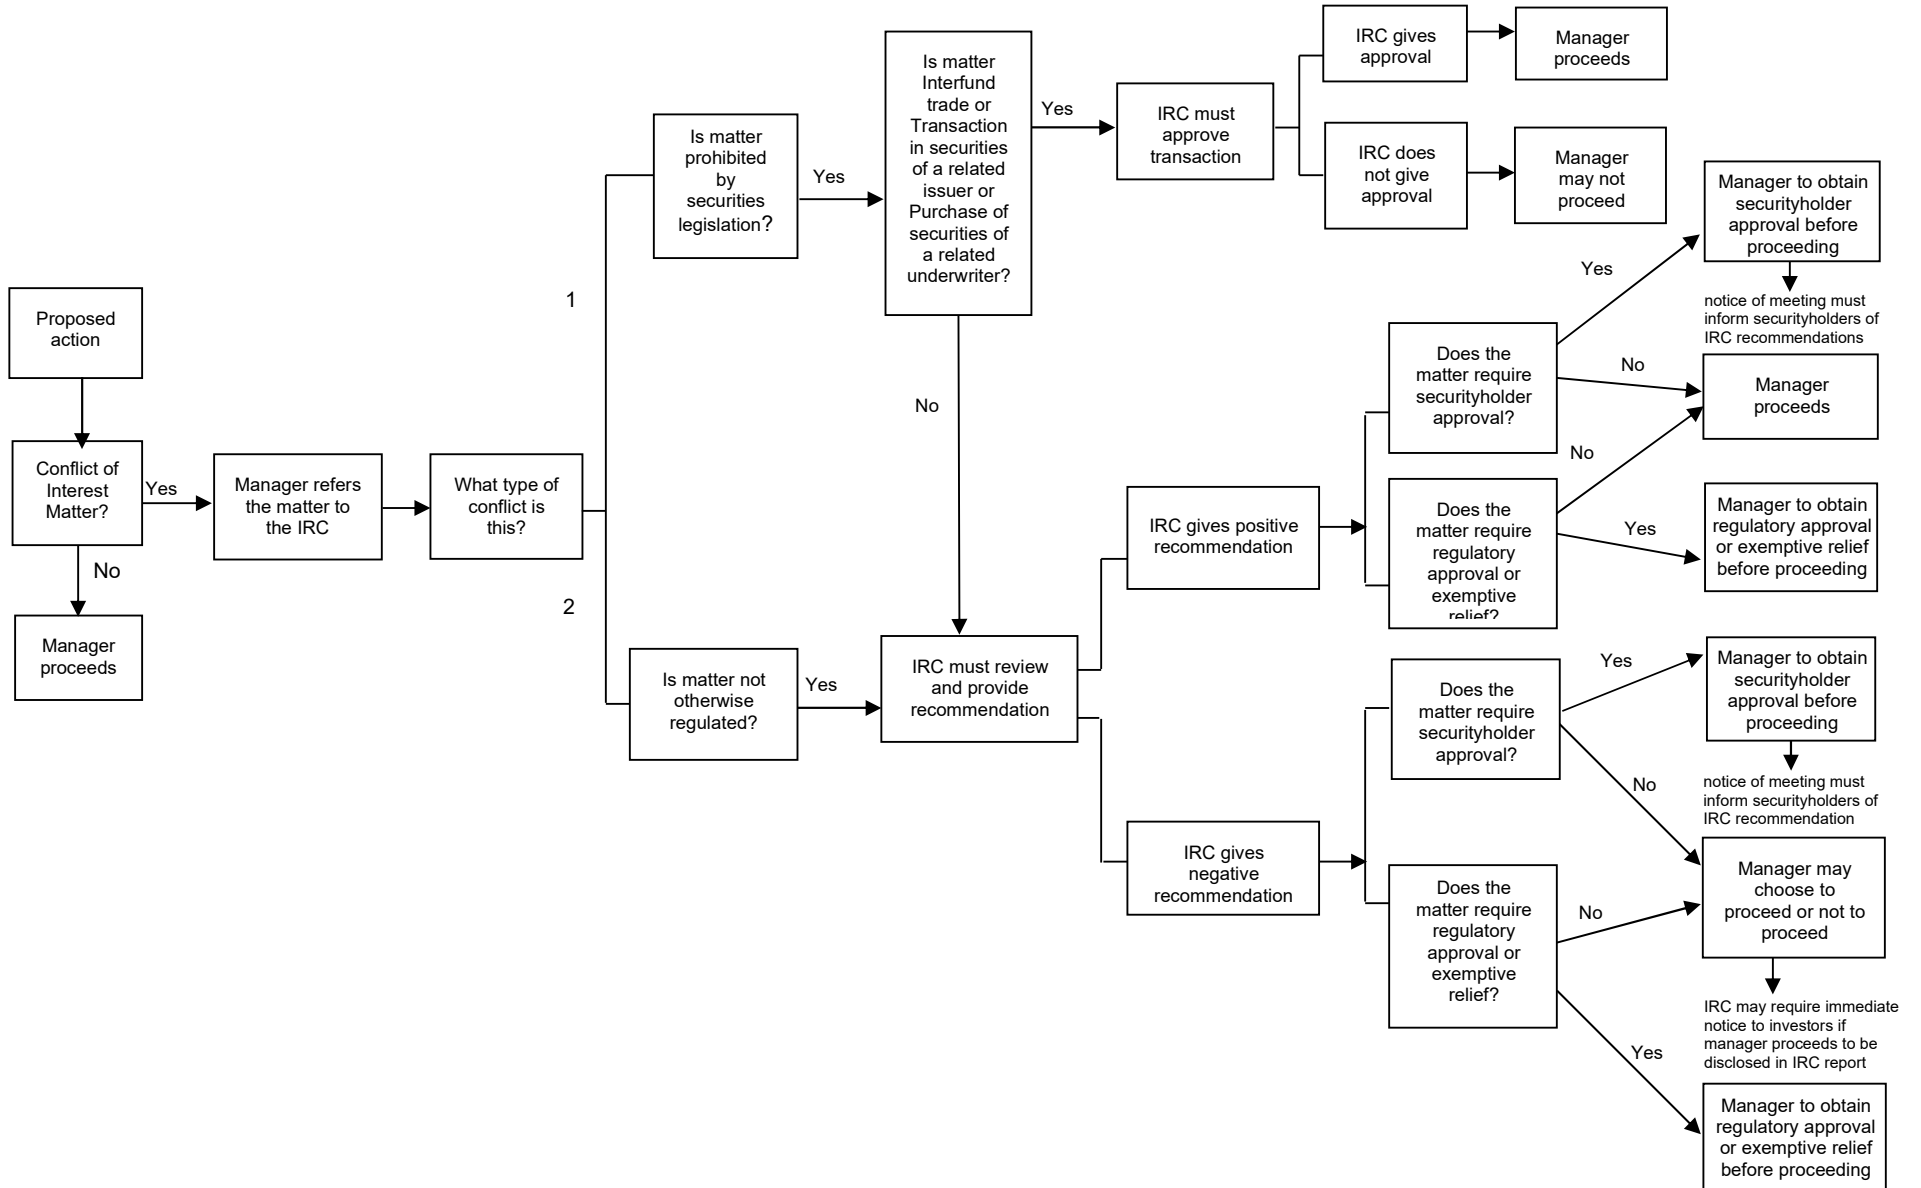 Proposed
action
Conflict of
Interest
Matter?
Yes
No
Manager
proceeds
Manager refers
the matter to
the IRC
What type of
conflict is
this?
1
2
Is matter
prohibited
by
securities
legislation?
Yes
Is matter not
otherwise
regulated?
Yes
Is matter
Interfund
trade or
Transaction
in securities
of a related
issuer or
Purchase of
securities of
a related
underwriter?
Yes
No
IRC must
approve
transaction
IRC gives
approval
Manager
proceeds
IRC does
not give
approval
Manager
may not
proceed
IRC must review
and provide
recommendation
IRC gives positive
recommendation
Does the
matter require
securityholder
approval?
Yes
No
Manager to obtain
securityholder
approval before
proceeding
notice of meeting must
inform securityholders of
IRC recommendations
Manager
proceeds
Does the
matter require
regulatory
approval or
exemptive
relief?
No
Yes
Manager to obtain
regulatory approval
or exemptive relief
before proceeding
IRC gives
negative
recommendation
Does the
matter require
securityholder
approval?
Yes
No
Manager to obtain
securityholder
approval before
proceeding
notice of meeting must
inform securityholders of
IRC recommendation
Manager may
choose to
proceed or not to
proceed
IRC may require immediate
notice to investors if
manager proceeds to be
disclosed in IRC report
Does the
matter require
regulatory
approval or
exemptive
relief?
No
Yes
Manager to obtain
regulatory approval
or exemptive relief
before proceeding